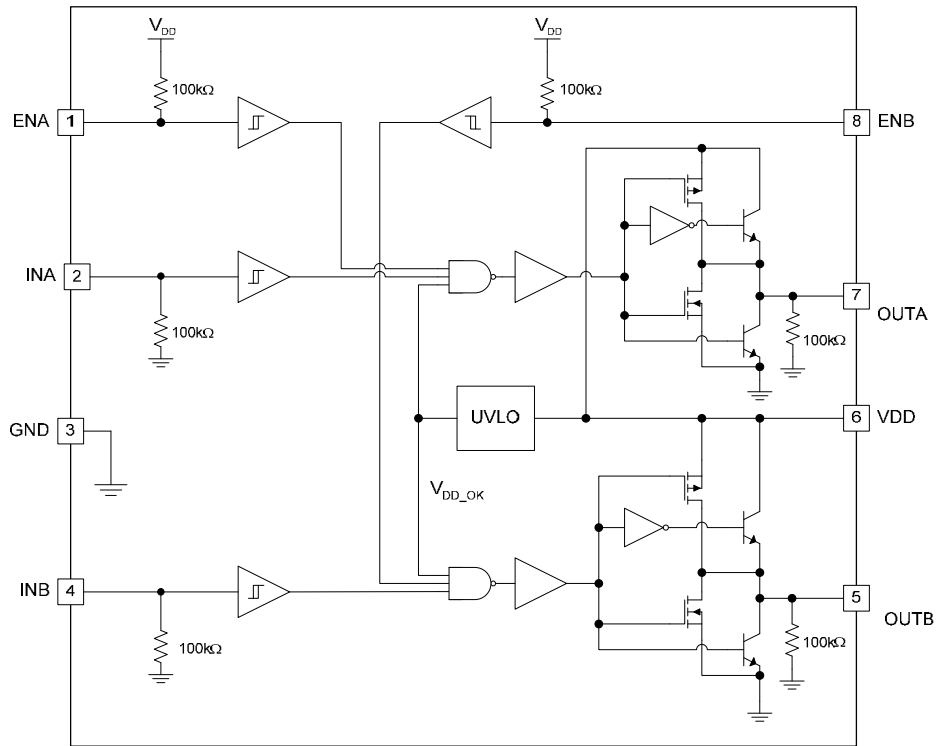 VDD
VDD
100kΩ
100kΩ
ENA
1
8
ENB
INA
2
7
OUTA
100kΩ
100kΩ
GND
3
UVLO
6
VDD
VDD_OK
INB
4
5
OUTB
100kΩ
100kΩ